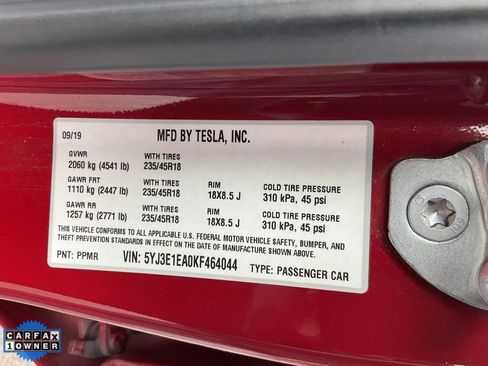 09/19 MFD BY TESLA, INC.
GVWR WITH TIRES
2060 kg (4541 lb) 235/45R18
GAWR FRT WITH TIRES RIM COLD TIRE PRESSURE
1110 kg (2447 lb) 235/45R18 18X8.5 J 310 kPa, 45 psi
GAWR RR WITH TIRES RIM COLD TIRE PRESSURE
1257 kg (2771 lb) 235/45R18 18X8.5 J 310 kPa, 45 psi
THIS VEHICLE CONFORMS TO ALL APPLICABLE U.S. FEDERAL MOTOR VEHICLE SAFETY, BUMPER, AND
THEFT PREVENTION STANDARDS IN EFFECT ON THE DATE OF MANUFACTURE SHOWN ABOVE.
PNT: PPMR VIN: 5YJ3E1EA0KF464044 TYPE: PASSENGER CAR
CARFAX
1 OWNER